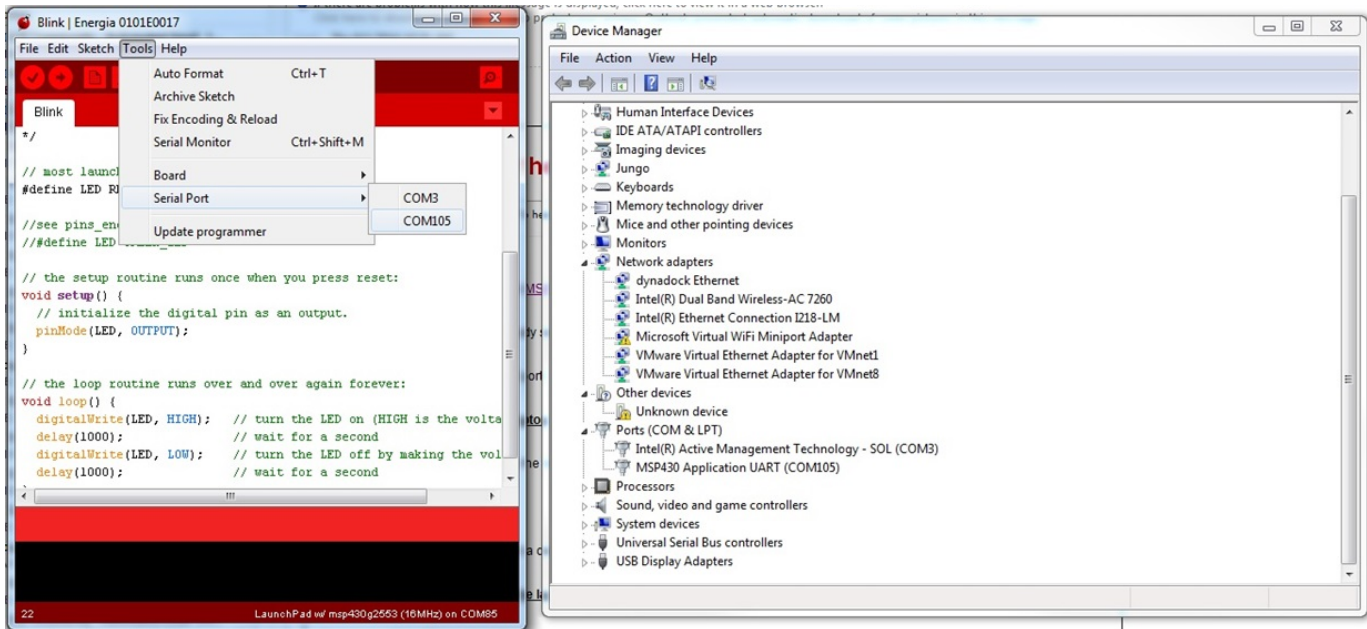 Blink | Energia 0101E0017
File Edit Sketch Tools Help
Auto Format Ctrl+T
Archive Sketch
Fix Encoding & Reload
Serial Monitor Ctrl+Shift+M
Board
Serial Port
Update programmer
COM3
COM105
Blink
*/
// most launch
#define LED R
//see pins_en
//#define LED
// the setup routine runs once when you press reset:
void setup() {
// initialize the digital pin as an output.
pinMode(LED, OUTPUT);
}
// the loop routine runs over and over again forever:
void loop() {
digitalWrite(LED, HIGH); // turn the LED on (HIGH is the volta
delay(1000); // wait for a second
digitalWrite(LED, LOW); // turn the LED off by making the vol
delay(1000); // wait for a second
22
LaunchPad w/ msp430g2553 (16MHz) on COM85
Device Manager
File Action View Help
Human Interface Devices
IDE ATA/ATAPI controllers
Imaging devices
Jungo
Keyboards
Memory technology driver
Mice and other pointing devices
Monitors
Network adapters
dynadock Ethernet
Intel(R) Dual Band Wireless-AC 7260
Intel(R) Ethernet Connection I218-LM
Microsoft Virtual WiFi Miniport Adapter
VMware Virtual Ethernet Adapter for VMnet1
VMware Virtual Ethernet Adapter for VMnet8
Other devices
Unknown device
Ports (COM & LPT)
Intel(R) Active Management Technology - SOL (COM3)
MSP430 Application UART (COM105)
Processors
Sound, video and game controllers
System devices
Universal Serial Bus controllers
USB Display Adapters